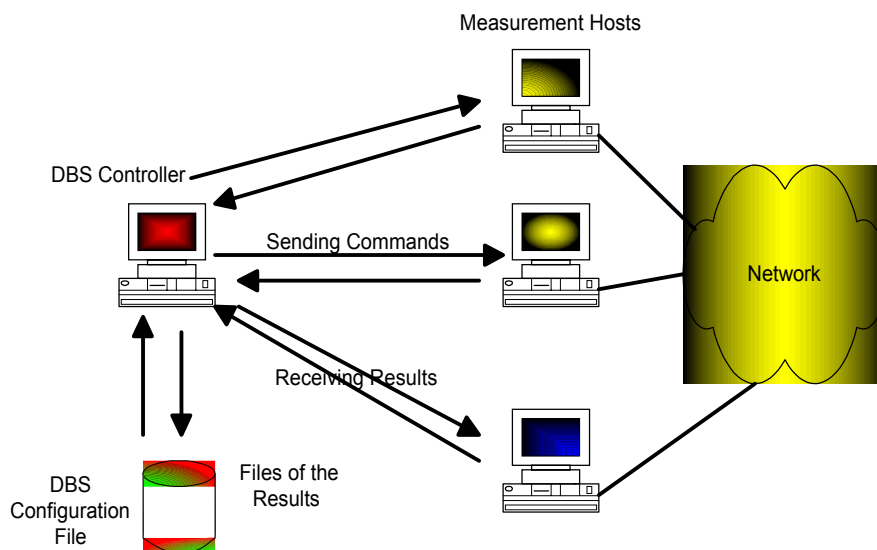 Measurement Hosts
DBS Controller
Sending Commands
Network
Receiving Results
DBS
Configuration
File
Files of the
Results